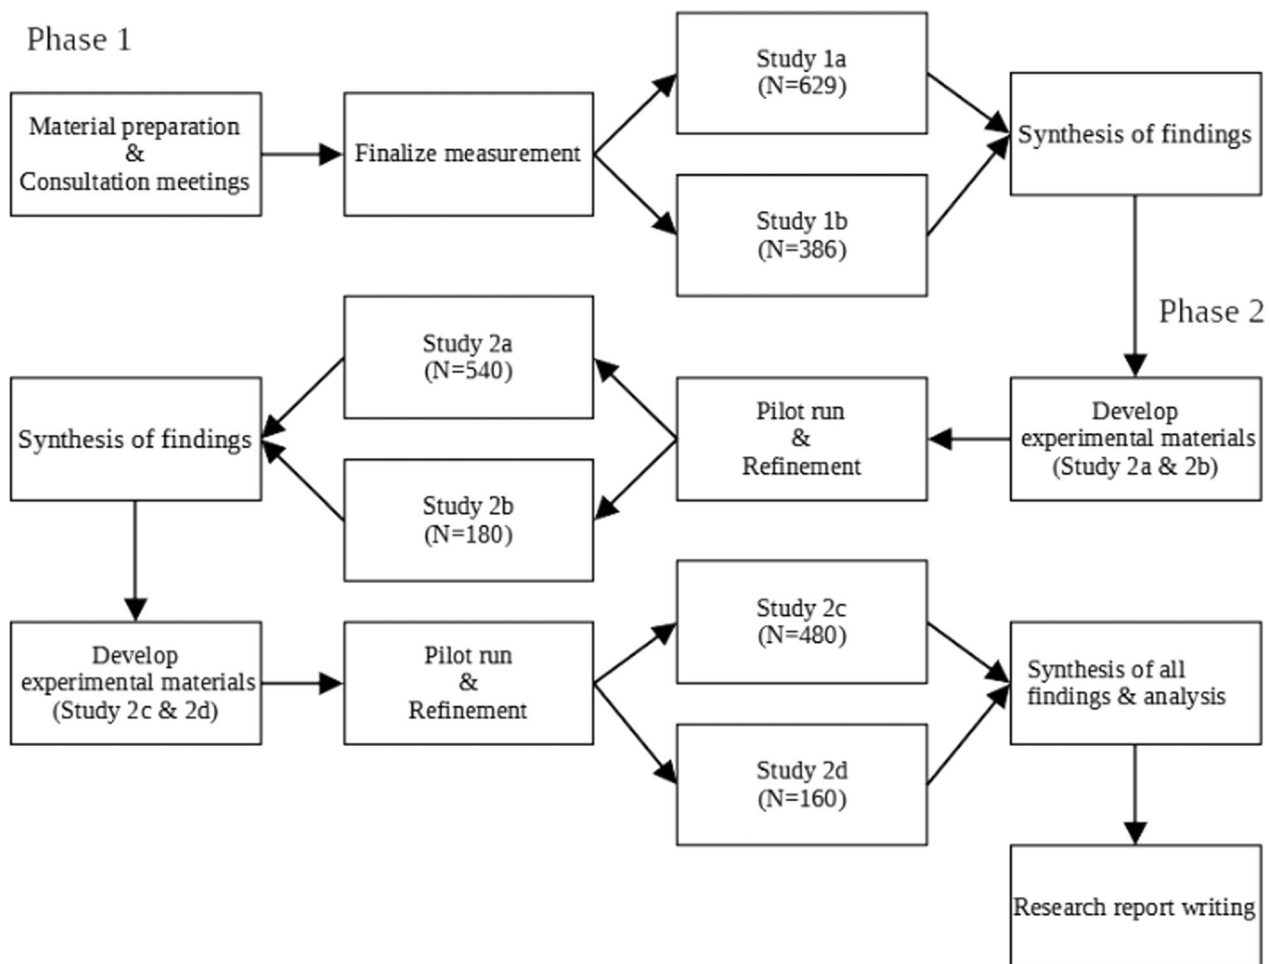 Phase 1
Material preparation
&
Consultation meetings
Finalize measurement
Study 1a
(N=629)
Study 1b
(N=386)
Synthesis of findings
Phase 2
Develop
experimental materials
(Study 2a & 2b)
Pilot run
&
Refinement
Study 2a
(N=540)
Study 2b
(N=180)
Synthesis of findings
Develop
experimental materials
(Study 2c & 2d)
Pilot run
&
Refinement
Study 2c
(N=480)
Study 2d
(N=160)
Synthesis of all
findings & analysis
Research report writing